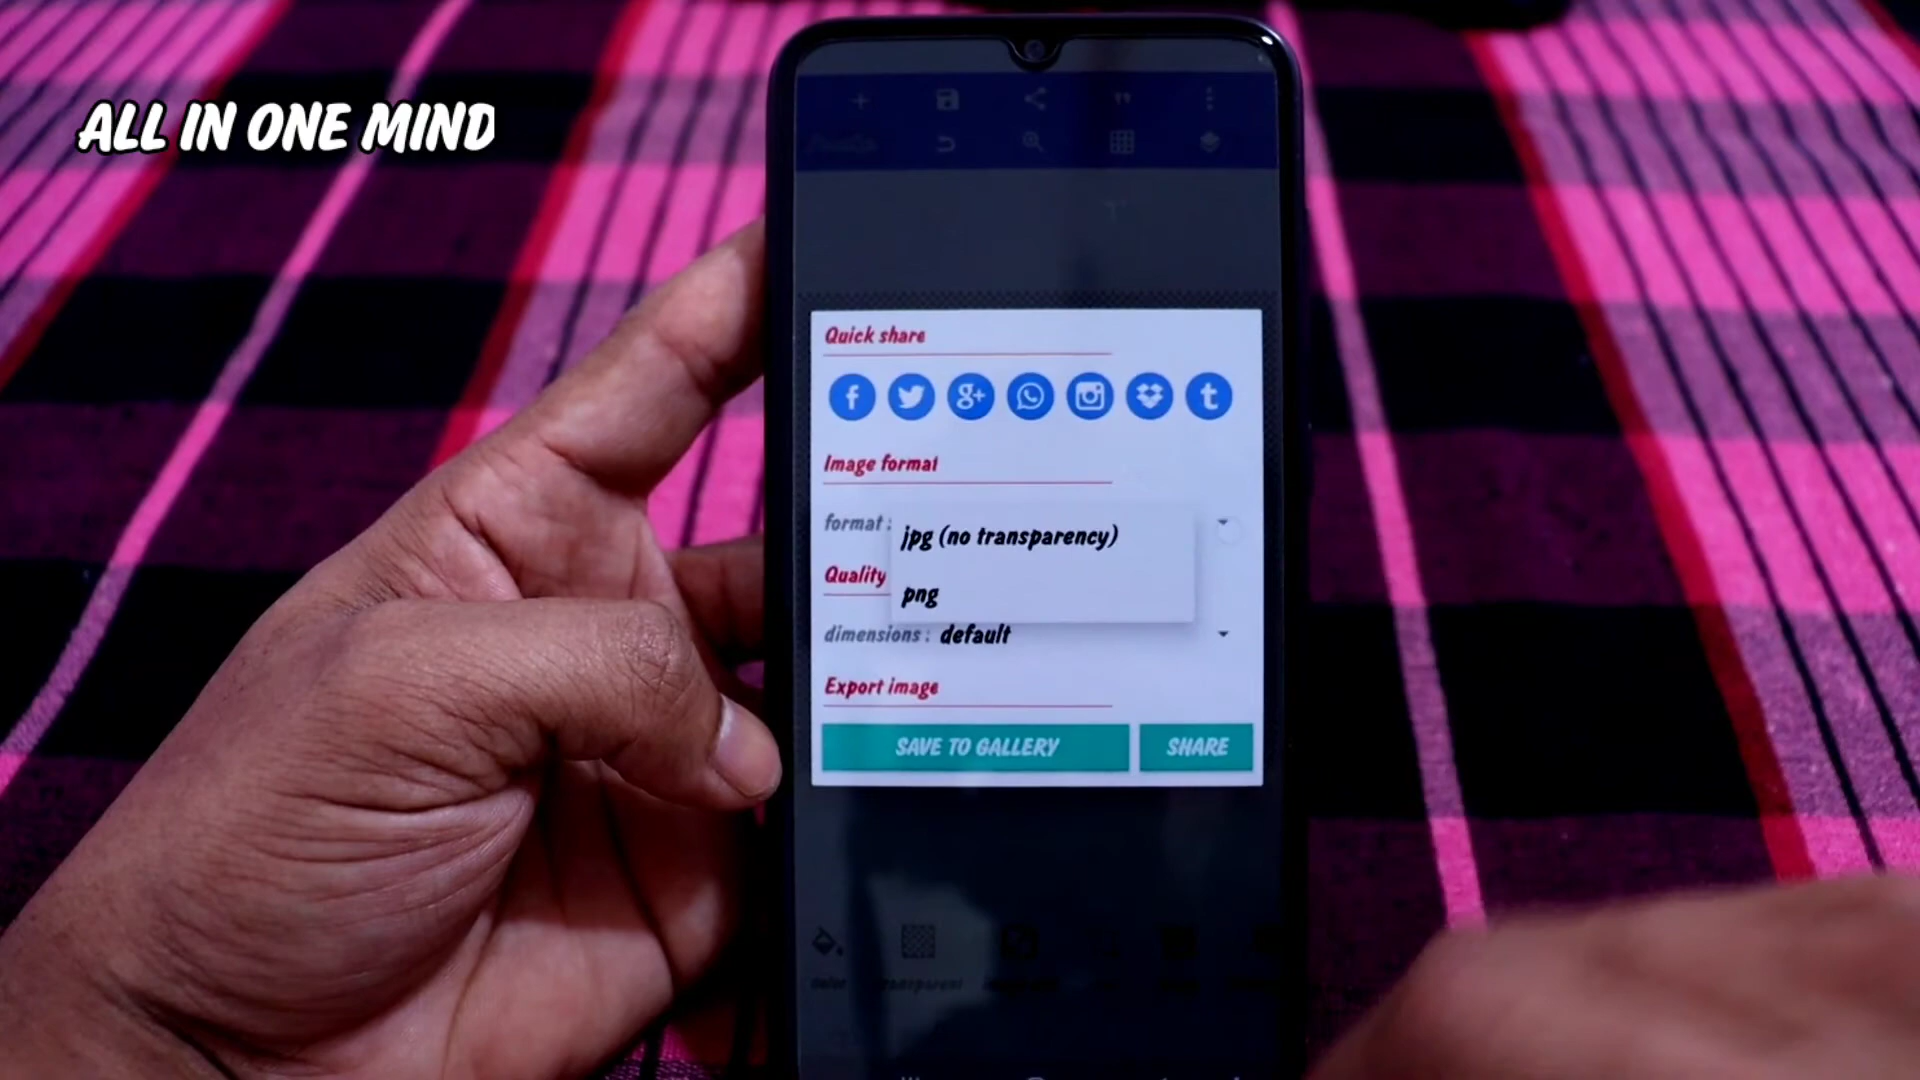 ALL IN ONE MIND
Quick share
Image format
format :
jpg (no transparency)
Quality
png
dimensions : default
Export image
SAVE TO GALLERY
SHARE